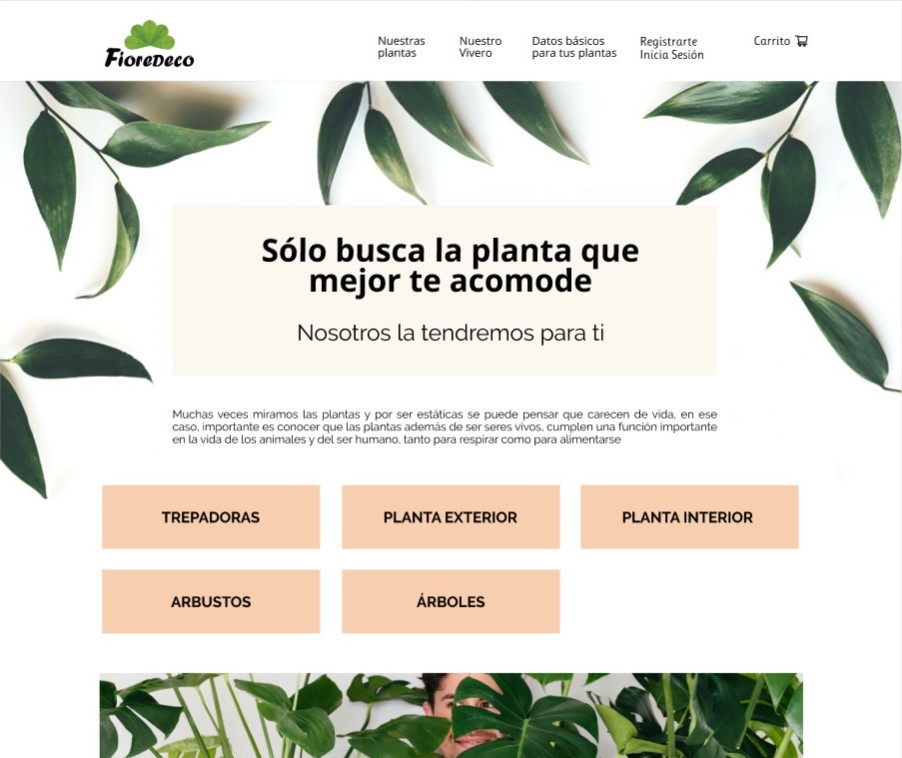 FioreDeco
Nuestras
plantas
Nuestro
Vivero
Datos básicos
para tus plantas
Registrarte
Inicia Sesión
Carrito
Sólo busca la planta que
mejor te acomode
Nosotros la tendremos para ti
Muchas veces miramos las plantas y por ser estáticas se puede pensar que carecen de vida, en ese
caso, importante es conocer que las plantas además de ser seres vivos, cumplen una función importante
en la vida de los animales y del ser humano, tanto para respirar como para alimentarse
TREPADORAS
PLANTA EXTERIOR
PLANTA INTERIOR
ARBUSTOS
ÁRBOLES